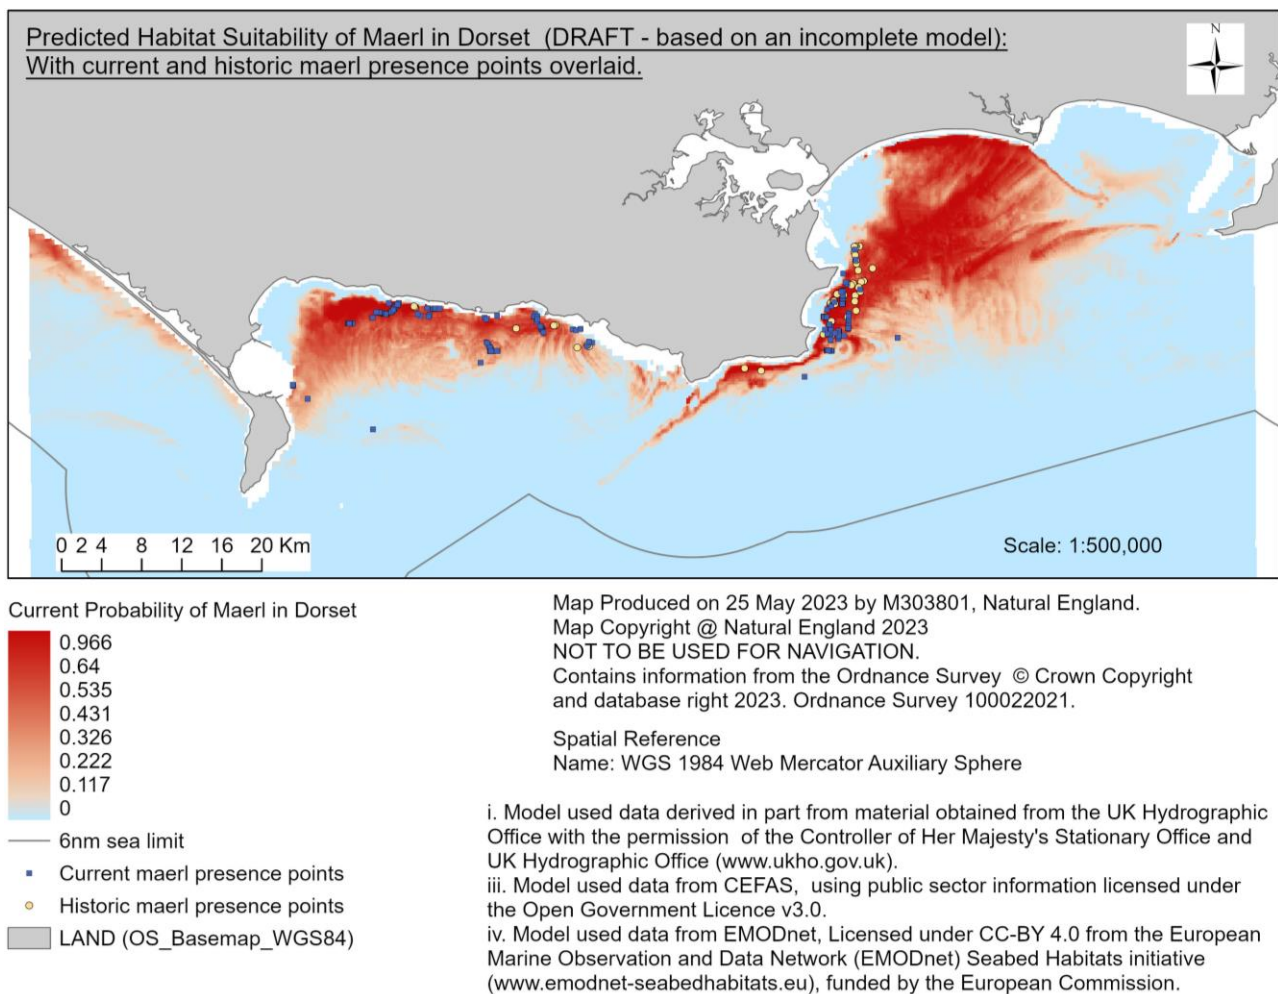 Predicted Habitat Suitability of Maerl in Dorset (DRAFT - based on an incomplete model):
With current and historic maerl presence points overlaid.
N
0 2 4 8 12 16 20 Km
Scale: 1:500,000
Current Probability of Maerl in Dorset
0.966
0.64
0.535
0.431
0.326
0.222
0.117
0
6nm sea limit
Current maerl presence points
Historic maerl presence points
LAND (OS_Basemap_WGS84)
Map Produced on 25 May 2023 by M303801, Natural England.
Map Copyright @ Natural England 2023
NOT TO BE USED FOR NAVIGATION.
Contains information from the Ordnance Survey © Crown Copyright
and database right 2023. Ordnance Survey 100022021.
Spatial Reference
Name: WGS 1984 Web Mercator Auxiliary Sphere
i. Model used data derived in part from material obtained from the UK Hydrographic
Office with the permission of the Controller of Her Majesty's Stationary Office and
UK Hydrographic Office (www.ukho.gov.uk).
iii. Model used data from CEFAS, using public sector information licensed under
the Open Government Licence v3.0.
iv. Model used data from EMODnet, Licensed under CC-BY 4.0 from the European
Marine Observation and Data Network (EMODnet) Seabed Habitats initiative
(www.emodnet-seabedhabitats.eu), funded by the European Commission.